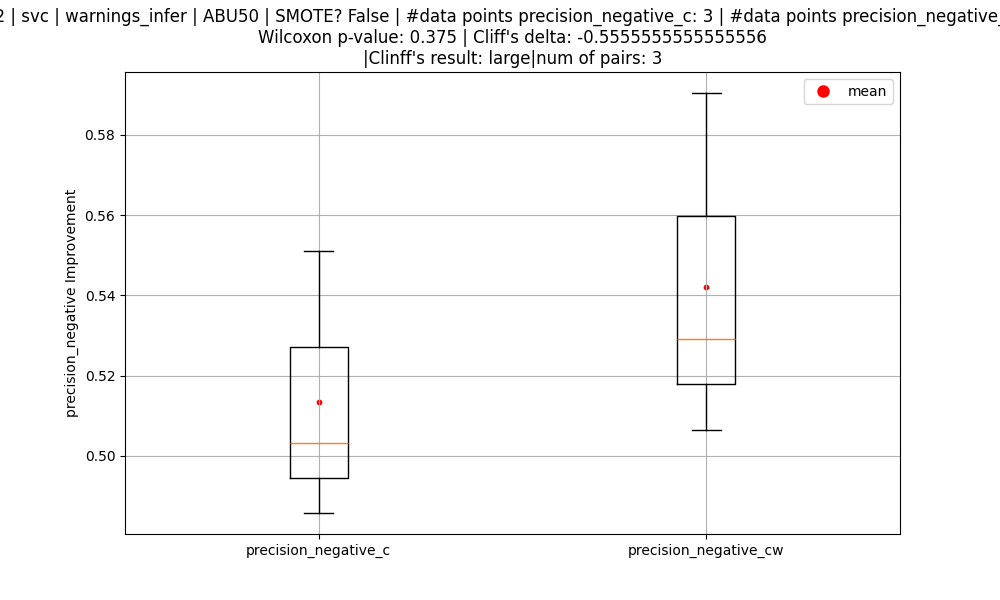 2 | svc | warnings_infer | ABU50 | SMOTE? False | #data points precision_negative_c: 3 | #data points precision_negative_
Wilcoxon p-value: 0.375 | Cliff's delta: -0.5555555555555556
|Clinff's result: large|num of pairs: 3
mean
0.58
0.56
0.54
0.52
0.50
precision_negative Improvement
precision_negative_c
precision_negative_cw